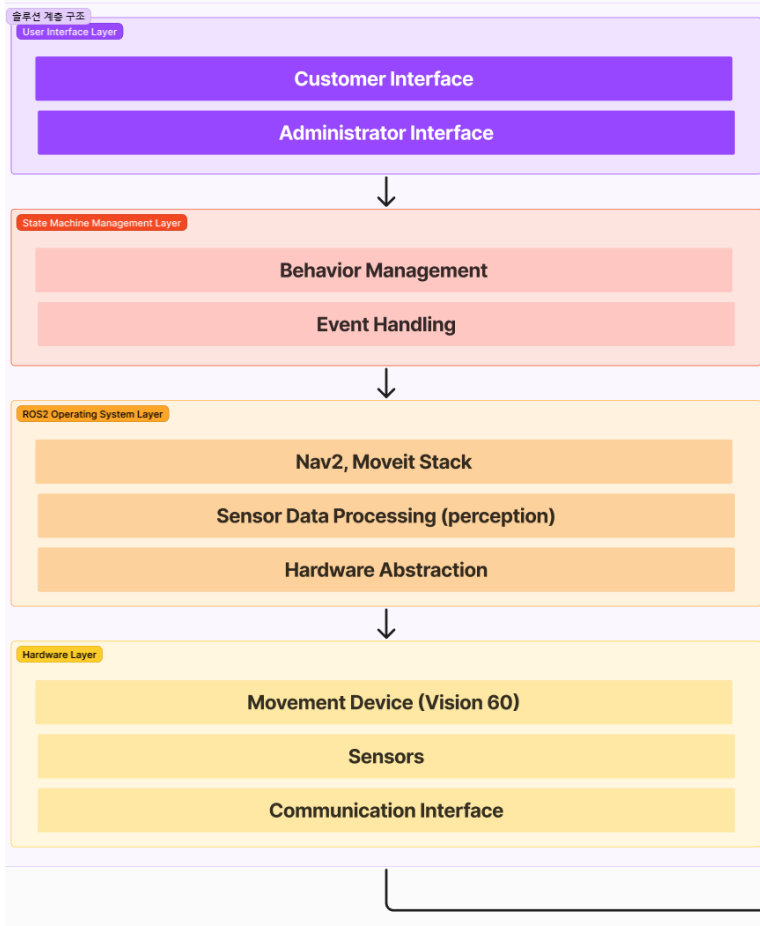 솔루션 계층 구조
User Interface Layer
Customer Interface
Administrator Interface
State Machine Management Layer
Behavior Management
Event Handling
ROS2 Operating System Layer
Nav2, Moveit Stack
Sensor Data Processing (perception)
Hardware Abstraction
Hardware Layer
Movement Device (Vision 60)
Sensors
Communication Interface